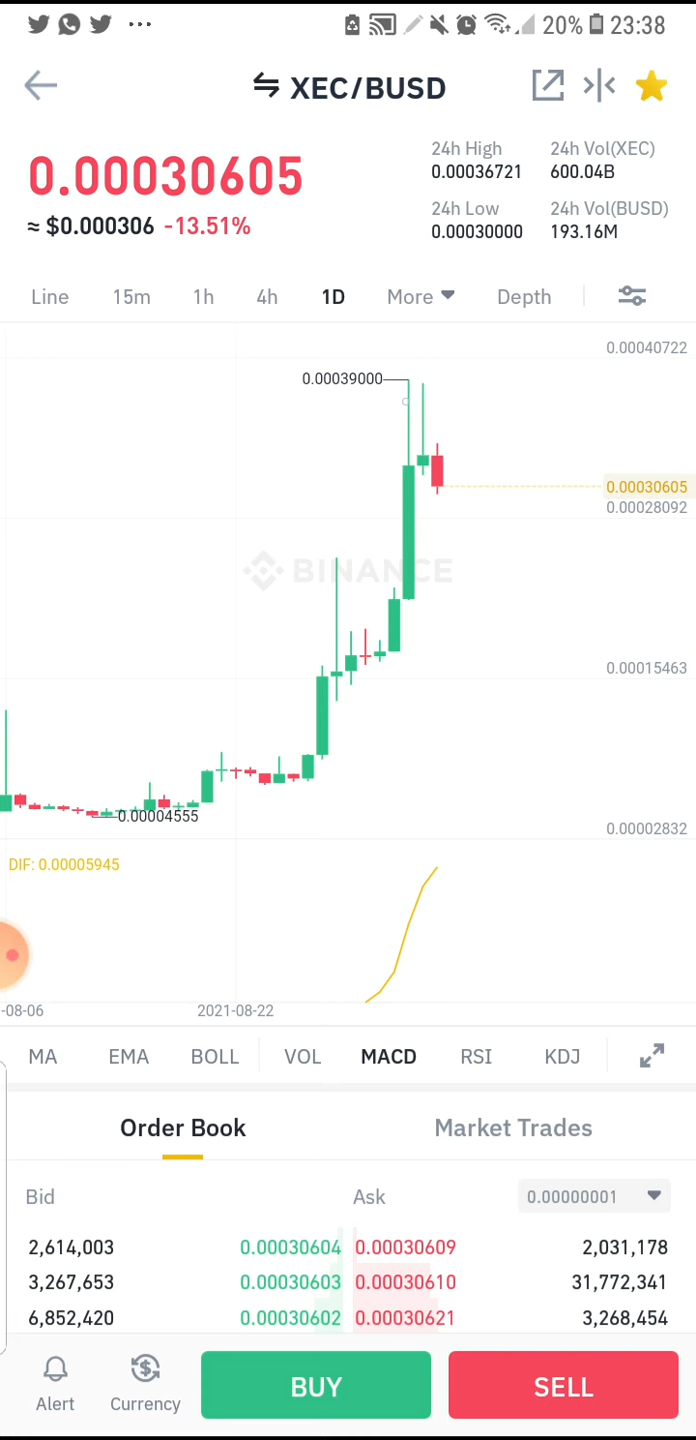 20% 23:38
XEC/BUSD
0.00030605
≈ $0.000306 -13.51%
24h High 24h Vol(XEC)
0.00036721 600.04B
24h Low 24h Vol(BUSD)
0.00030000 193.16M
Line 15m 1h 4h 1D More Depth
0.00040722
0.00039000
0.00030605
0.00028092
BINANCE
0.00015463
0.00004555
0.00002832
DIF: 0.00005945
-08-06 2021-08-22
MA EMA BOLL VOL MACD RSI KDJ
Order Book Market Trades
Bid Ask 0.00000001
2,614,003 0.00030604 0.00030609 2,031,178
3,267,653 0.00030603 0.00030610 31,772,341
6,852,420 0.00030602 0.00030621 3,268,454
Alert Currency BUY SELL